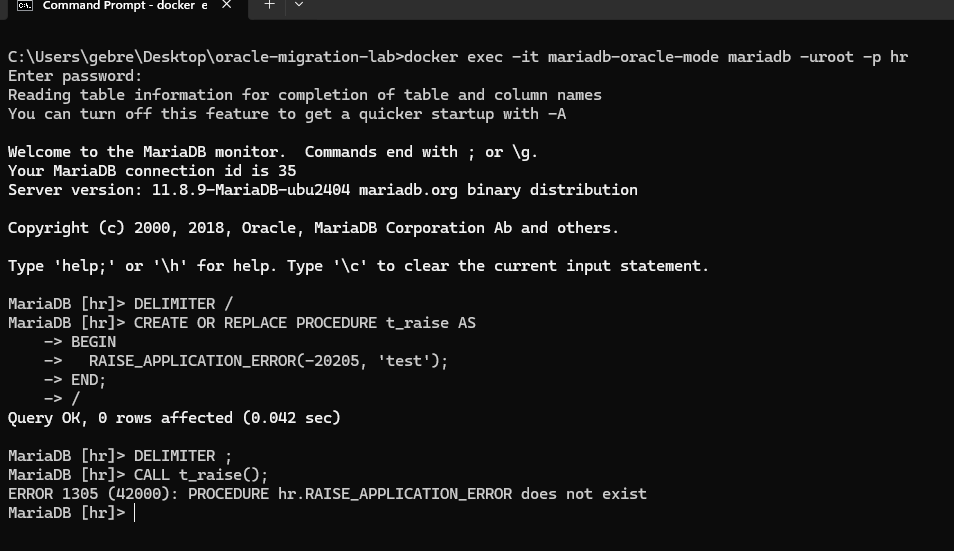 Command Prompt - docker e
C:\Users\gebre\Desktop\oracle-migration-lab>docker exec -it mariadb-oracle-mode mariadb -uroot -p hr
Enter password:
Reading table information for completion of table and column names
You can turn off this feature to get a quicker startup with -A
Welcome to the MariaDB monitor.  Commands end with ; or \g.
Your MariaDB connection id is 35
Server version: 11.8.9-MariaDB-ubu2404 mariadb.org binary distribution
Copyright (c) 2000, 2018, Oracle, MariaDB Corporation Ab and others.
Type 'help;' or '\h' for help. Type '\c' to clear the current input statement.
MariaDB [hr]> DELIMITER /
MariaDB [hr]> CREATE OR REPLACE PROCEDURE t_raise AS
    -> BEGIN
    ->   RAISE_APPLICATION_ERROR(-20205, 'test');
    -> END;
    -> /
Query OK, 0 rows affected (0.042 sec)
MariaDB [hr]> DELIMITER ;
MariaDB [hr]> CALL t_raise();
ERROR 1305 (42000): PROCEDURE hr.RAISE_APPLICATION_ERROR does not exist
MariaDB [hr]>